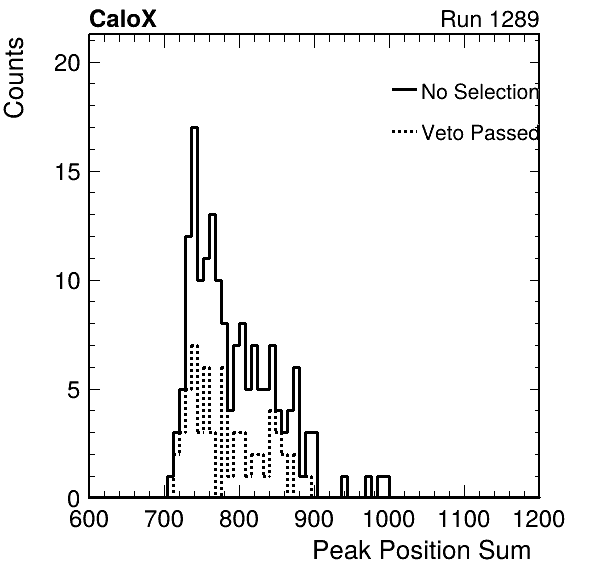 CaloX Run 1289
Counts
20
15
10
5
0
No Selection
Veto Passed
600 700 800 900 1000 1100 1200
Peak Position Sum